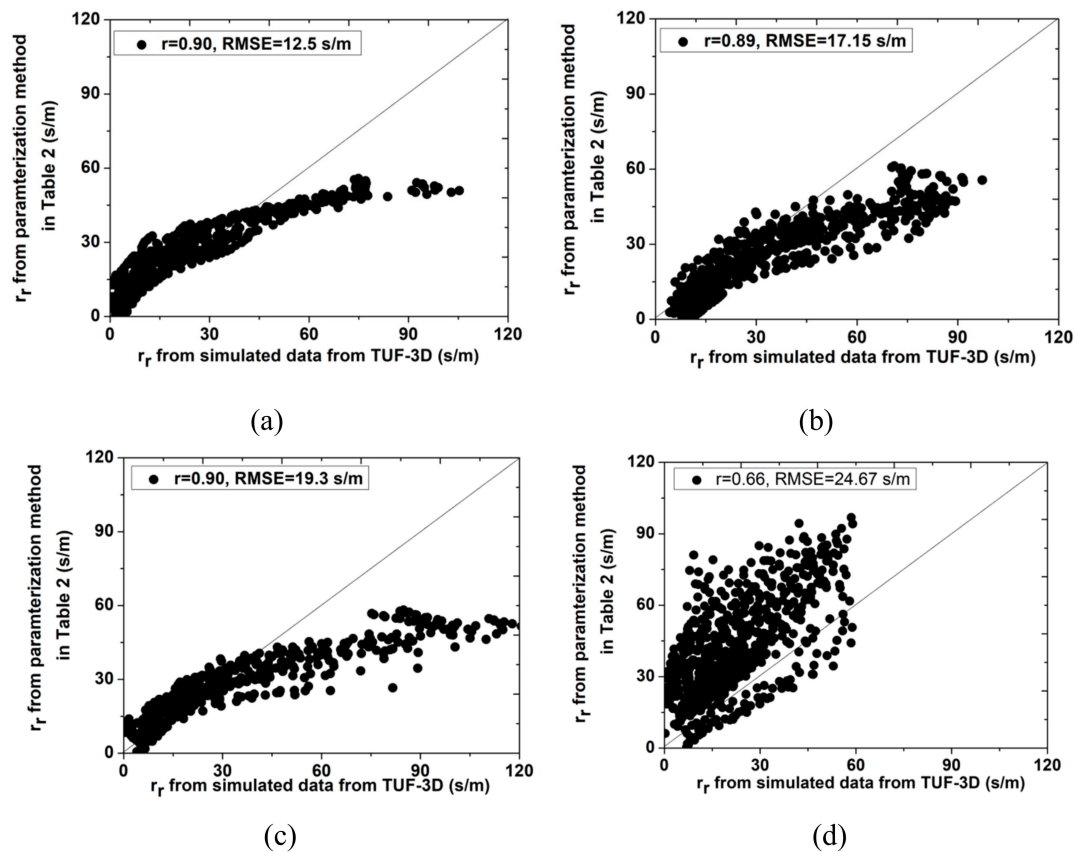 r=0.90, RMSE=12.5 s/m
r_r from paramterization method
in Table 2 (s/m)
120
90
60
30
0
0 30 60 90 120
r_r from simulated data from TUF-3D (s/m)
(a)
r=0.89, RMSE=17.15 s/m
r_r from paramterization method
in Table 2 (s/m)
120
90
60
30
0
0 30 60 90 120
r_r from simulated data from TUF-3D (s/m)
(b)
r=0.90, RMSE=19.3 s/m
r_r from paramterization method
in Table 2 (s/m)
120
90
60
30
0
0 30 60 90 120
r_r from simulated data from TUF-3D (s/m)
(c)
r=0.66, RMSE=24.67 s/m
r_r from paramterization method
in Table 2 (s/m)
120
90
60
30
0
0 30 60 90 120
r_r from simulated data from TUF-3D (s/m)
(d)